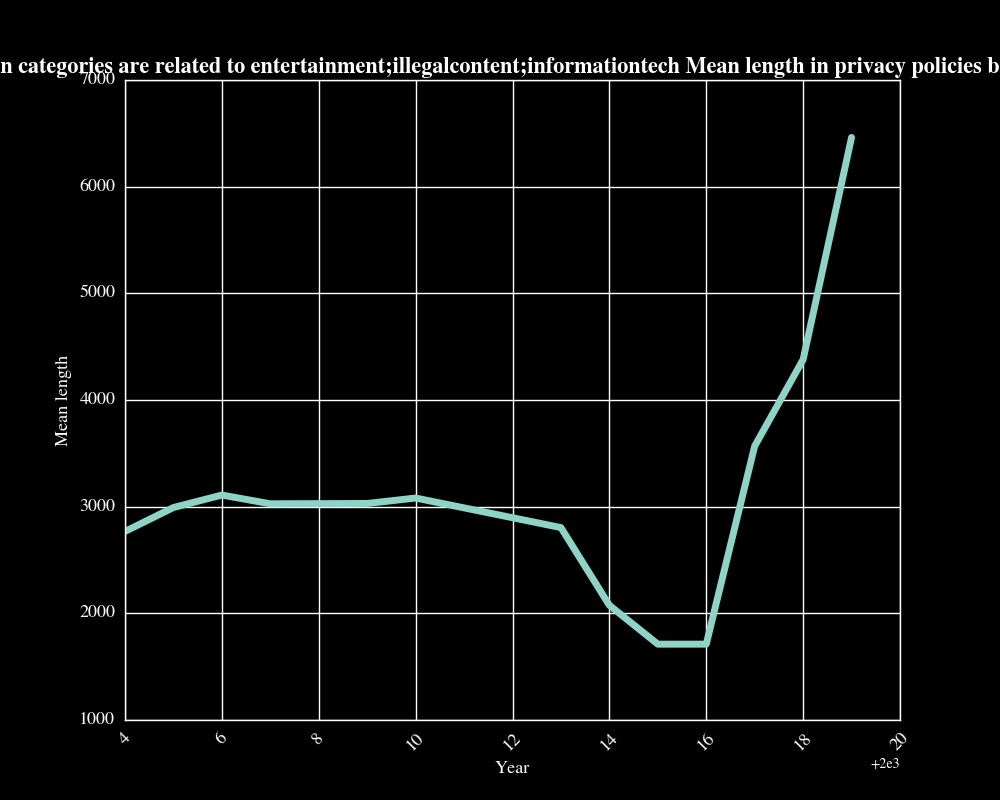 n categories are related to entertainment;illegalcontent;informationtech Mean length in privacy policies b
7000
6000
5000
4000
3000
2000
1000
Mean length
4 6 8 10 12 14 16 18 20
+2e3
Year